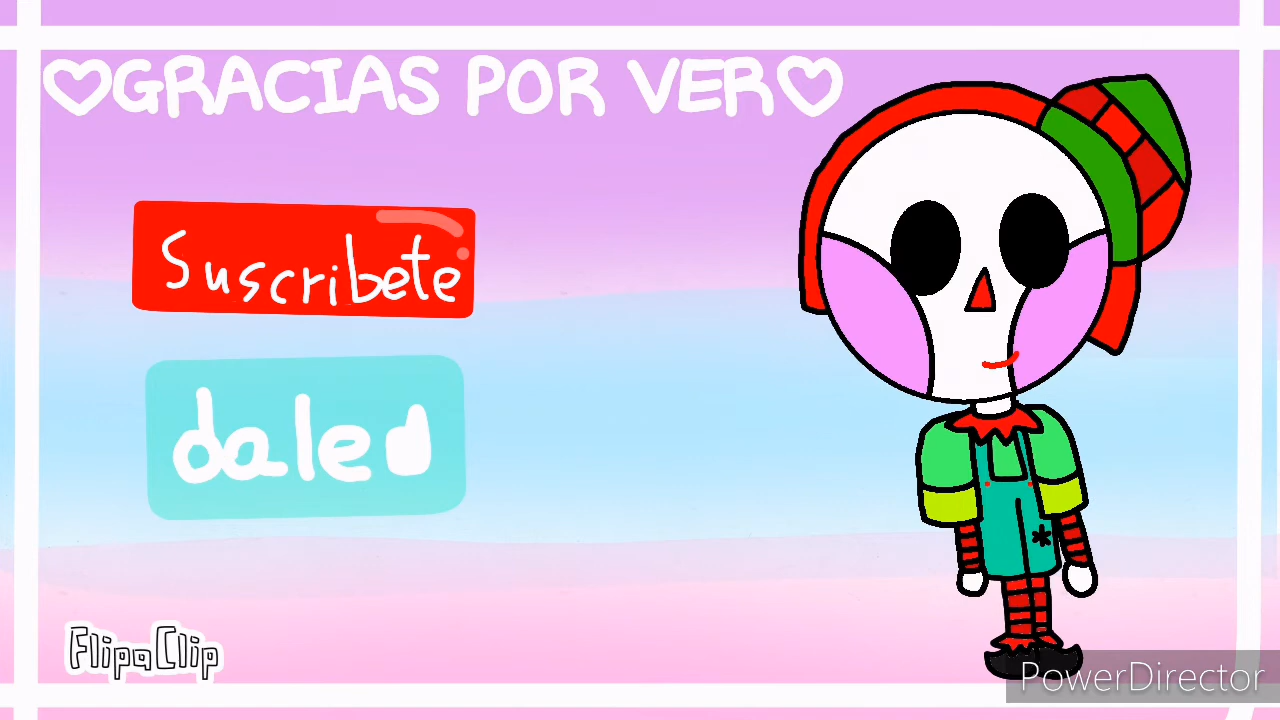 ♡GRACIAS POR VER♡
Suscribete
dale
FlipaClip
PowerDirector